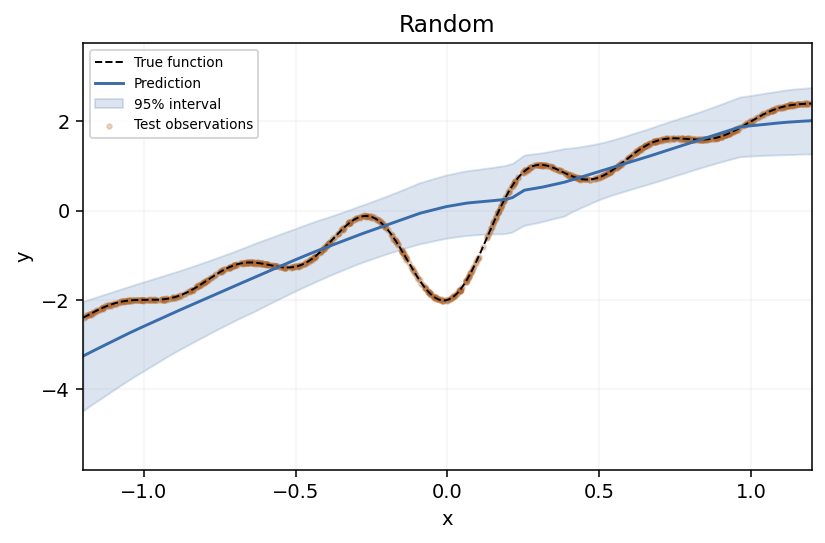 Random
True function
Prediction
95% interval
Test observations
y
2
0
−2
−4
−1.0
−0.5
0.0
0.5
1.0
x